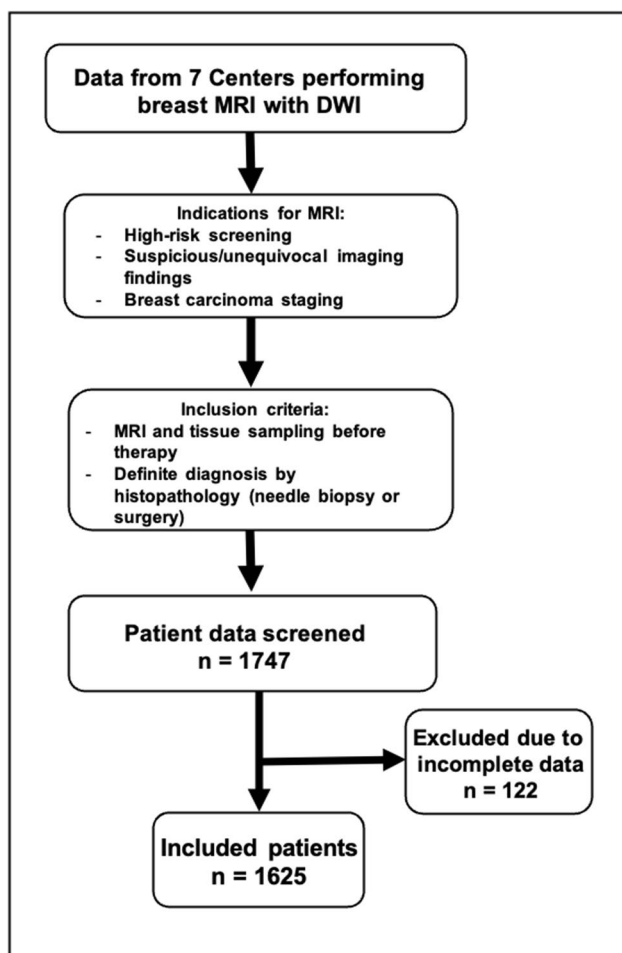 Data from 7 Centers performing
breast MRI with DWI
Indications for MRI:
- High-risk screening
- Suspicious/unequivocal imaging
findings
- Breast carcinoma staging
Inclusion criteria:
- MRI and tissue sampling before
therapy
- Definite diagnosis by
histopathology (needle biopsy or
surgery)
Patient data screened
n = 1747
Excluded due to
incomplete data
n = 122
Included patients
n = 1625